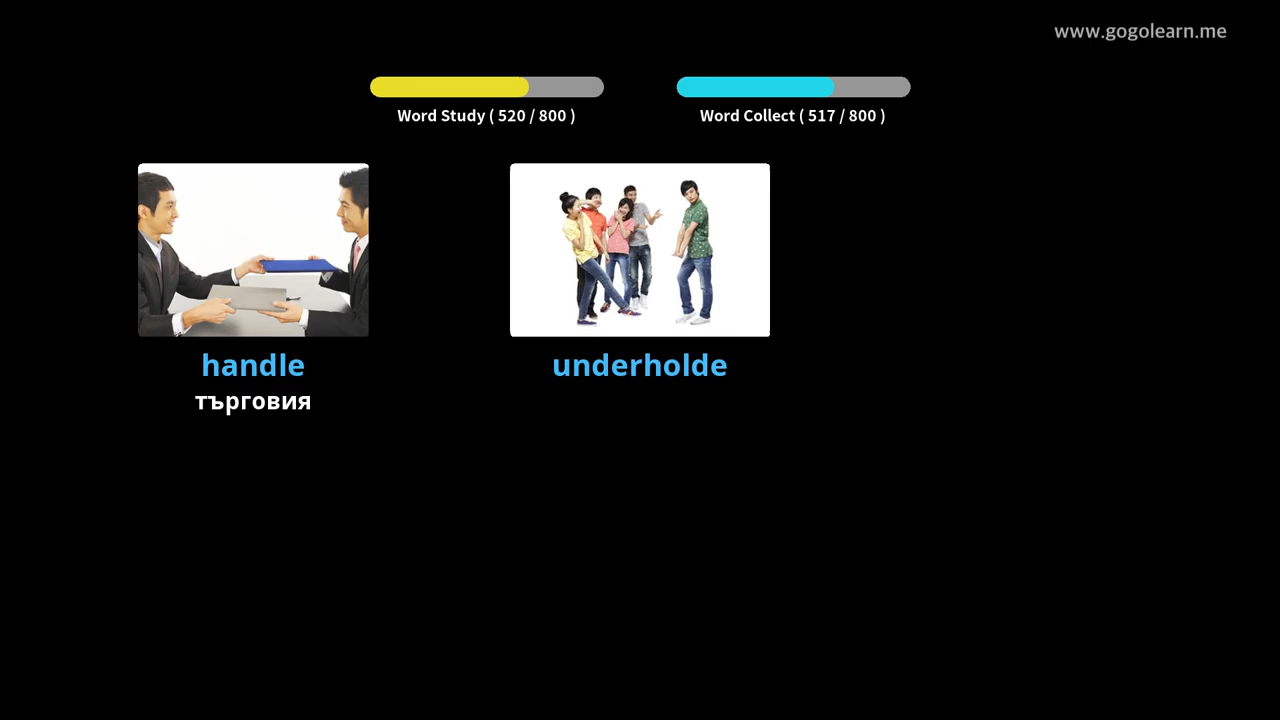 www.gogolearn.me
Word Study ( 520 / 800 )
Word Collect ( 517 / 800 )
handle
търговия
underholde